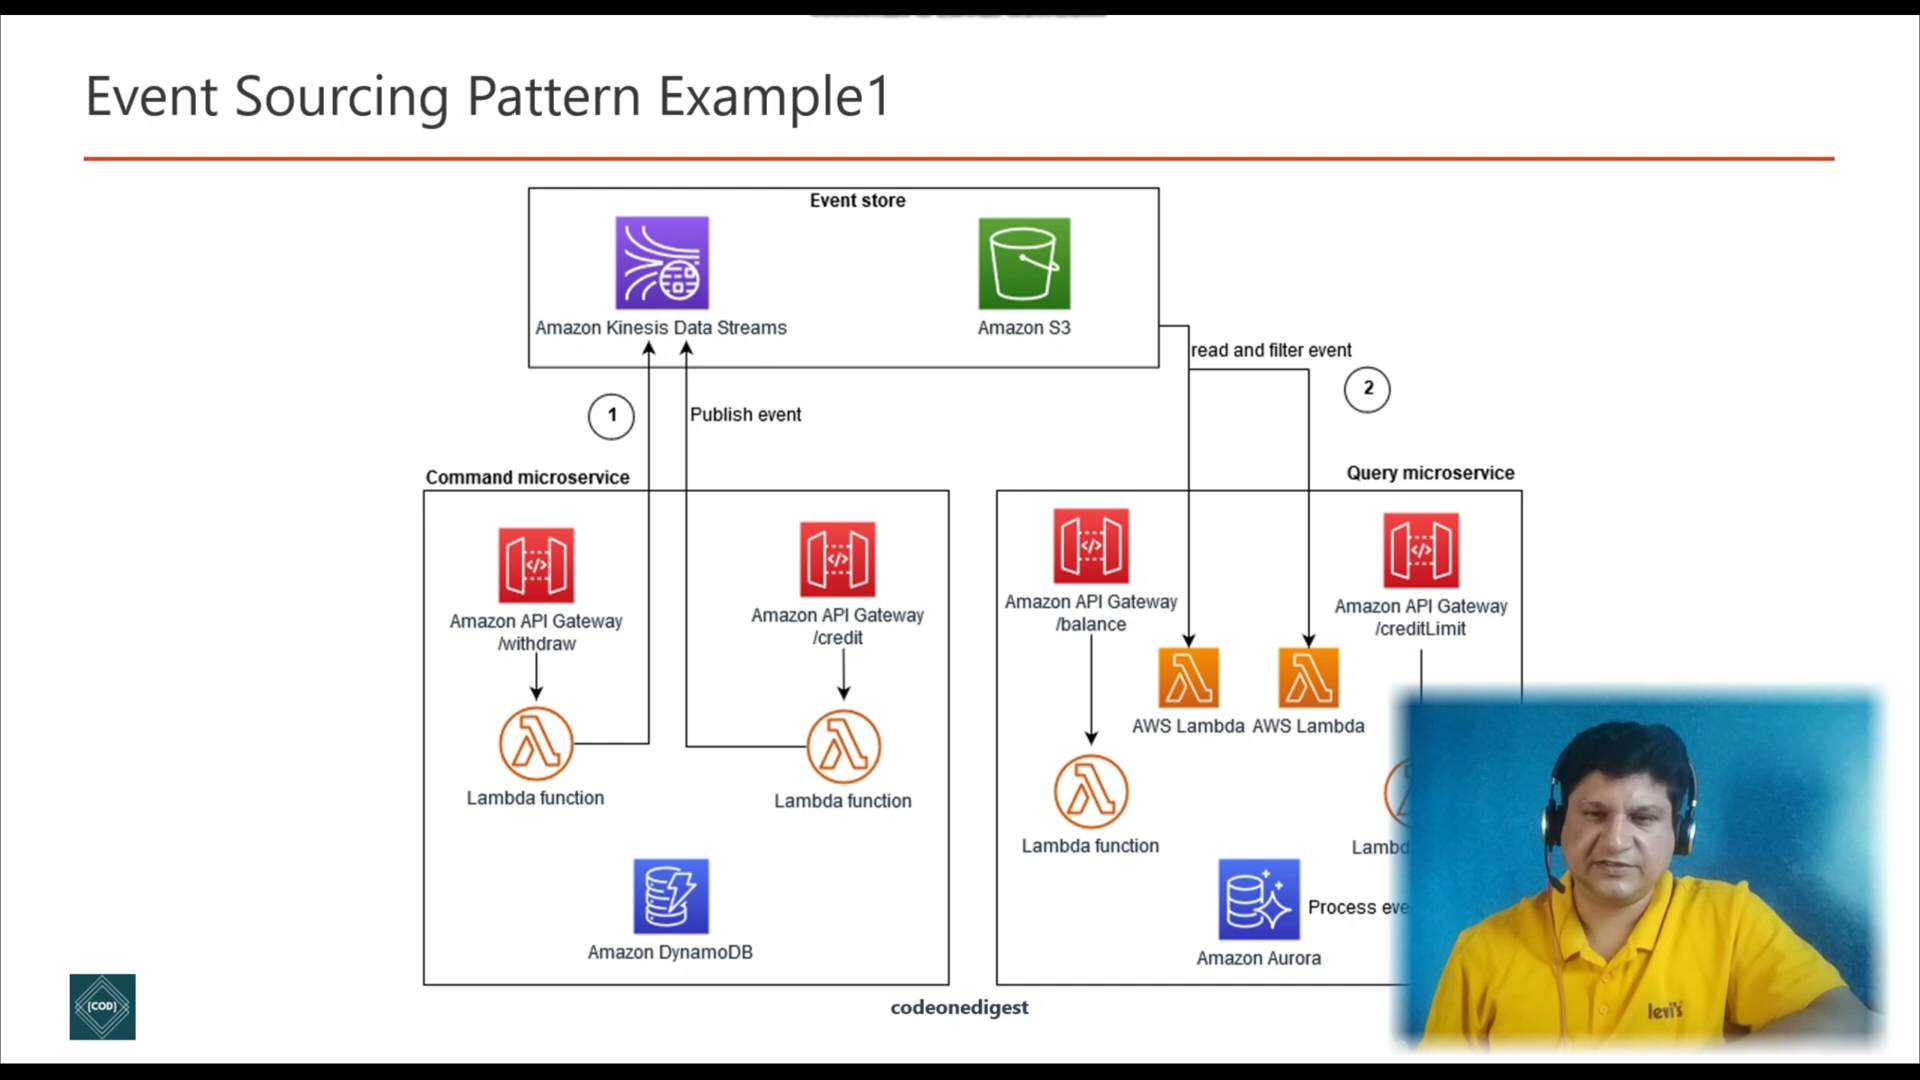 Event Sourcing Pattern Example1
Event store
Amazon Kinesis Data Streams
Amazon S3
read and filter event
2
1
Publish event
Command microservice
Query microservice
Amazon API Gateway
/withdraw
Amazon API Gateway
/credit
Amazon API Gateway
/balance
Amazon API Gateway
/creditLimit
AWS Lambda
AWS Lambda
Lambda function
Lambda function
Lambda function
Amazon DynamoDB
Process
Amazon Aurora
{COD}
codeonedigest
levi's